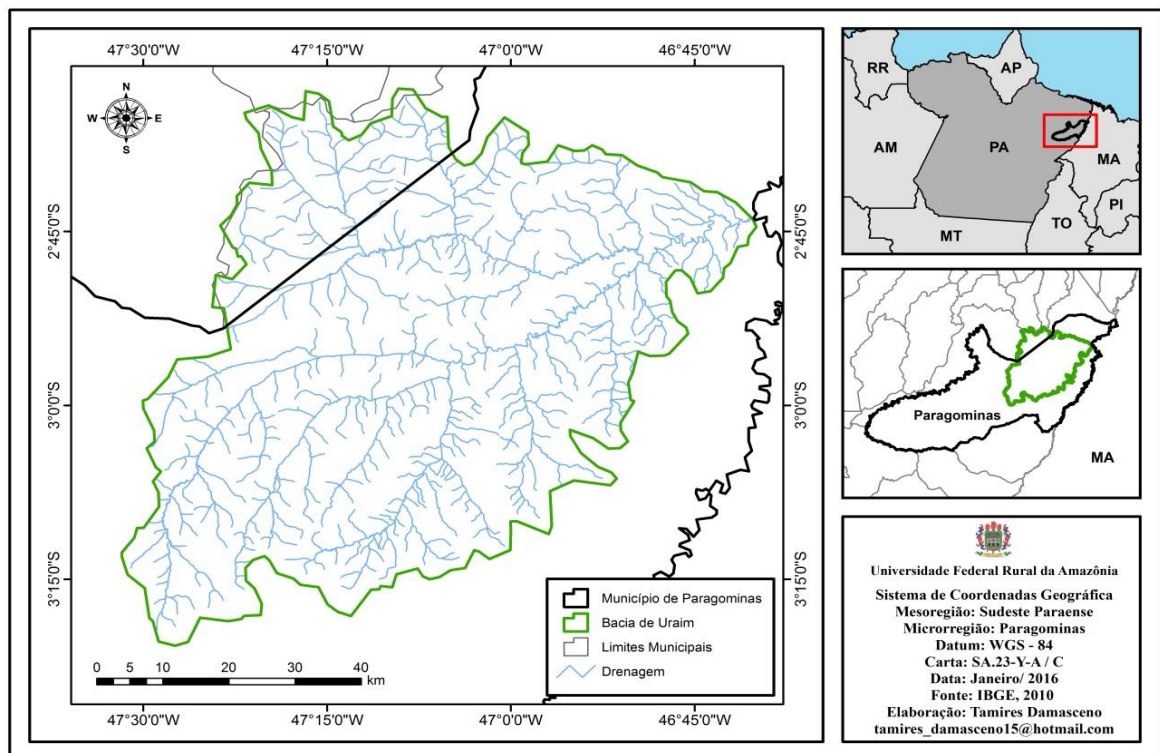 47°30'0"W 47°15'0"W 47°0'0"W 46°45'0"W
N
W E
S
2°45'0"S 2°45'0"S
3°0'0"S 3°0'0"S
3°15'0"S 3°15'0"S
Município de Paragominas
Bacia de Uraim
Limites Municipais
Drenagem
0 5 10 20 30 40
km
47°30'0"W 47°15'0"W 47°0'0"W 46°45'0"W
RR AP
AM PA MA
PI
TO
MT
Paragominas
MA
Universidade Federal Rural da Amazônia
Sistema de Coordenadas Geográfica
Mesoregião: Sudeste Paraense
Microrregião: Paragominas
Datum: WGS - 84
Carta: SA.23-Y-A / C
Data: Janeiro/ 2016
Fonte: IBGE, 2010
Elaboração: Tamires Damasceno
tamires_damasceno15@hotmail.com